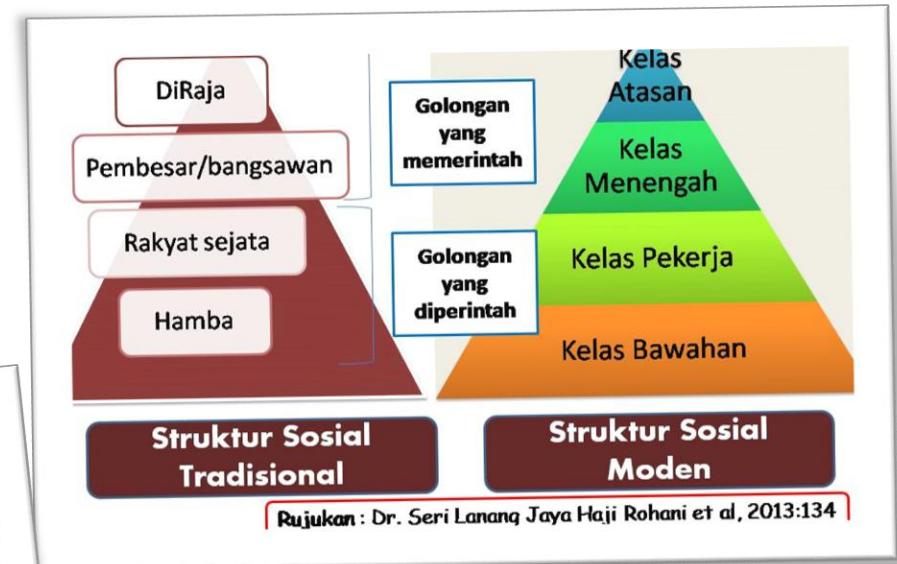 DiRaja
Pembesar/bangsawan
Rakyat sejata
Hamba
Golongan
yang
memerintah
Golongan
yang
diperintah
Kelas
Atasan
Kelas
Menengah
Kelas Pekerja
Kelas Bawahan
Struktur Sosial
Tradisional
Struktur Sosial
Moden
Rujukan : Dr. Seri Lanang Jaya Haji Rohani et al, 2013:134